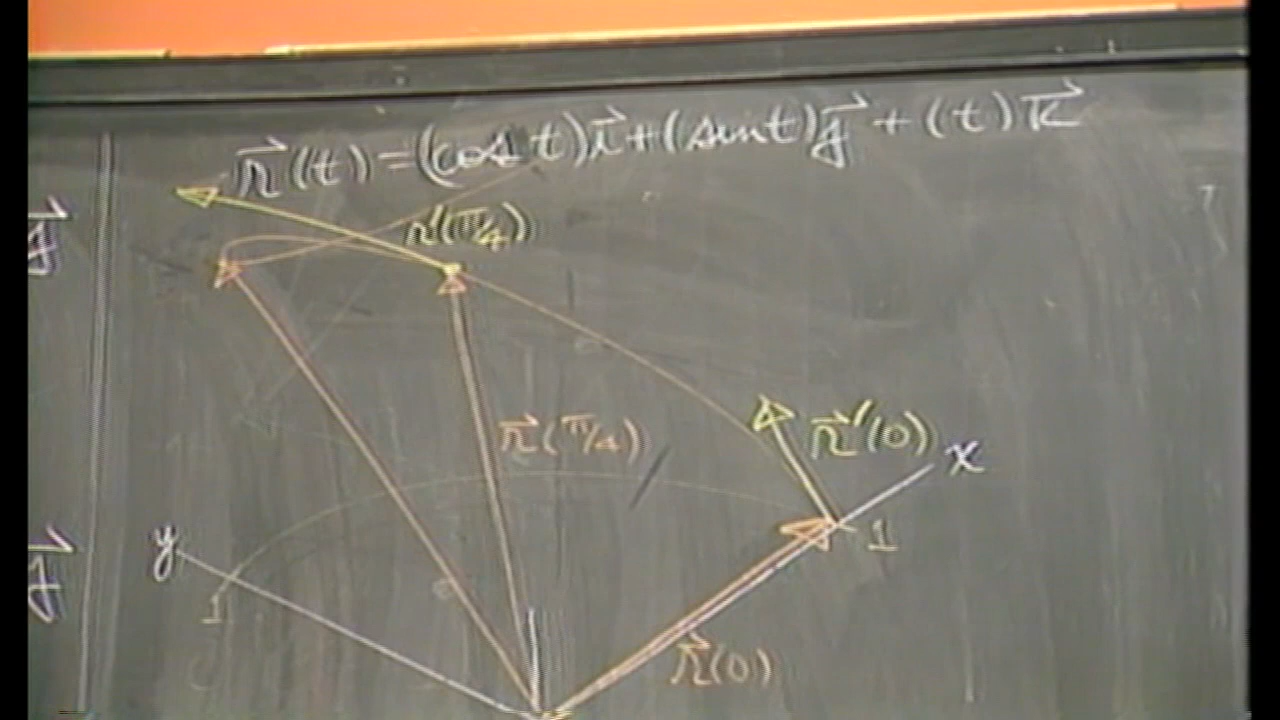 r⃗(t) = (cos t)i⃗ + (sin t)j⃗ + (t)k⃗
r'(π/4)
r⃗(π/4)
r⃗'(0)
x
1
y
1
r⃗(0)